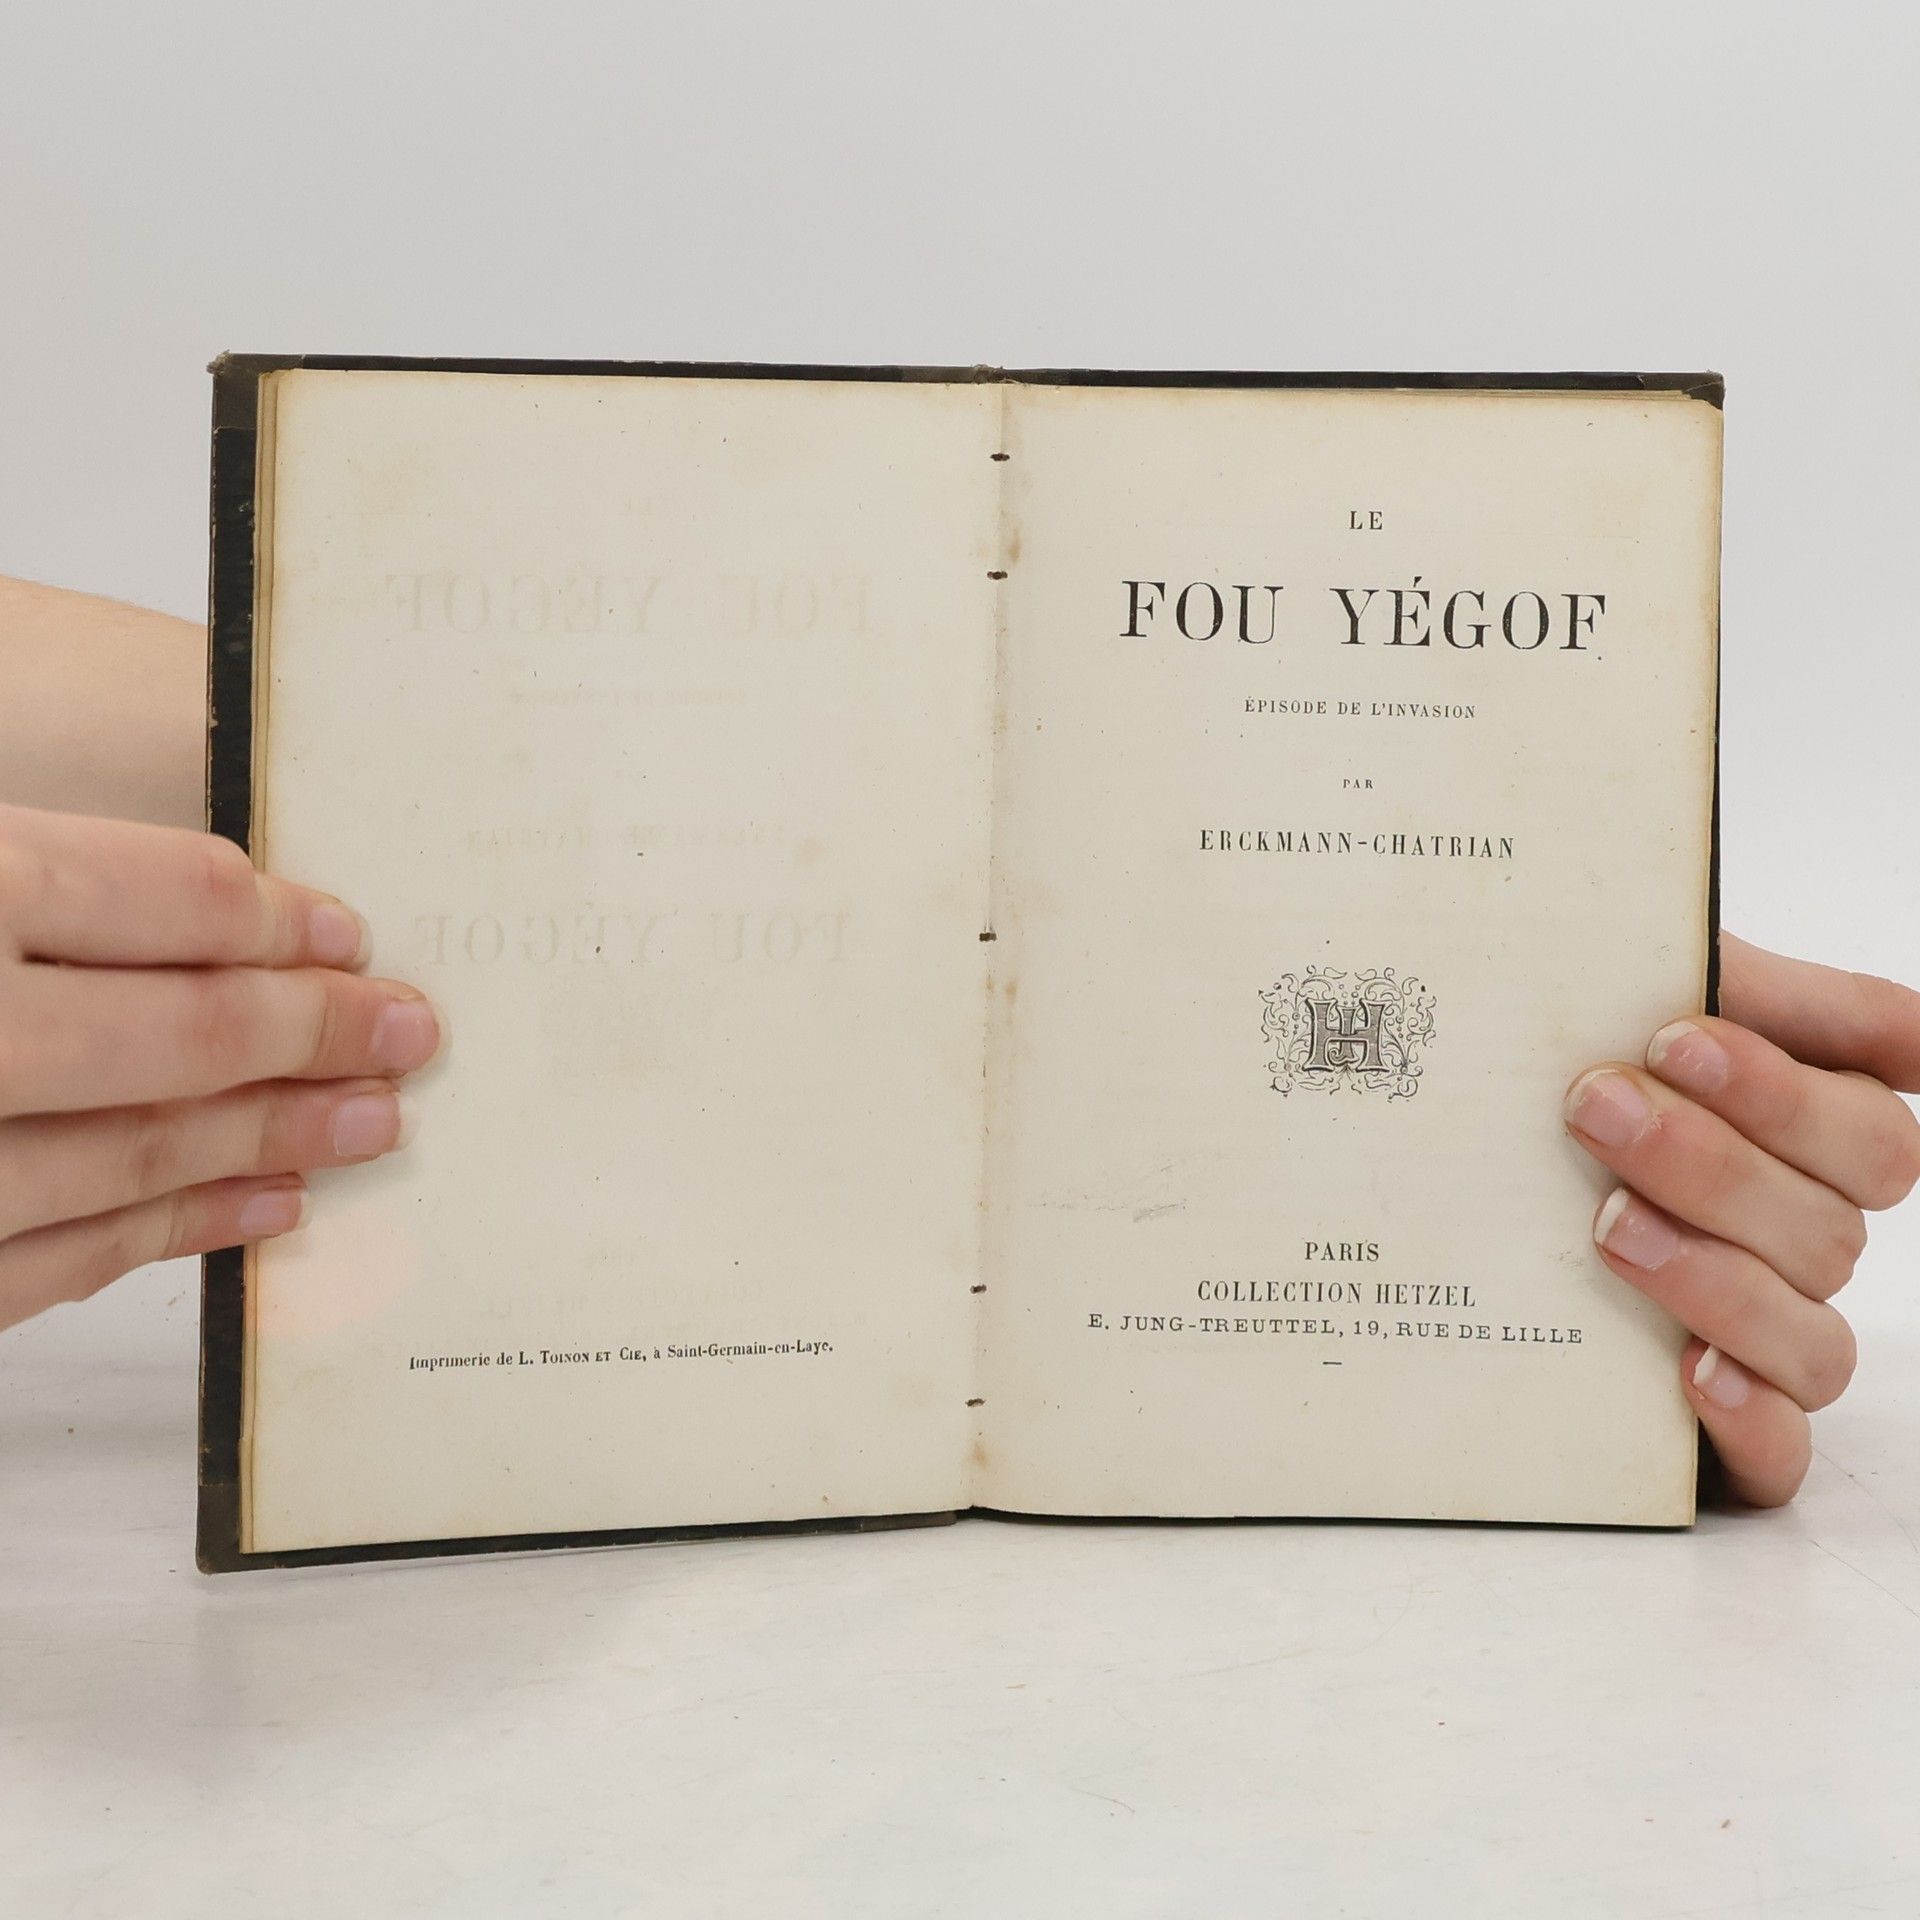 Imprimerie de L. TOINON ET CIE, à Saint-Germain-en-Laye.
LE
FOU YÉGOF
ÉPISODE DE L'INVASION
PAR
ERCKMANN-CHATRIAN
JH
PARIS
COLLECTION HETZEL
E. JUNG-TREUTTEL, 19, RUE DE LILLE